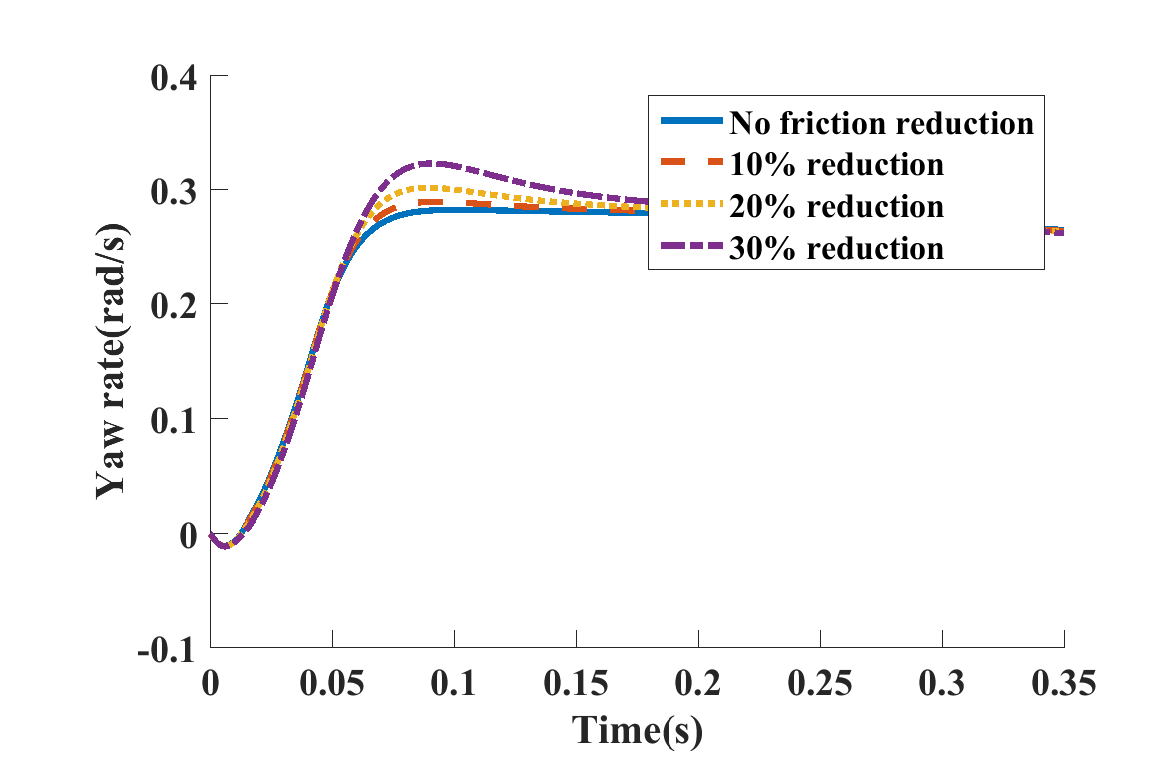 0.4
0.3
0.2
0.1
0
-0.1
Yaw rate(rad/s)
No friction reduction
10% reduction
20% reduction
30% reduction
0 0.05 0.1 0.15 0.2 0.25 0.3 0.35
Time(s)